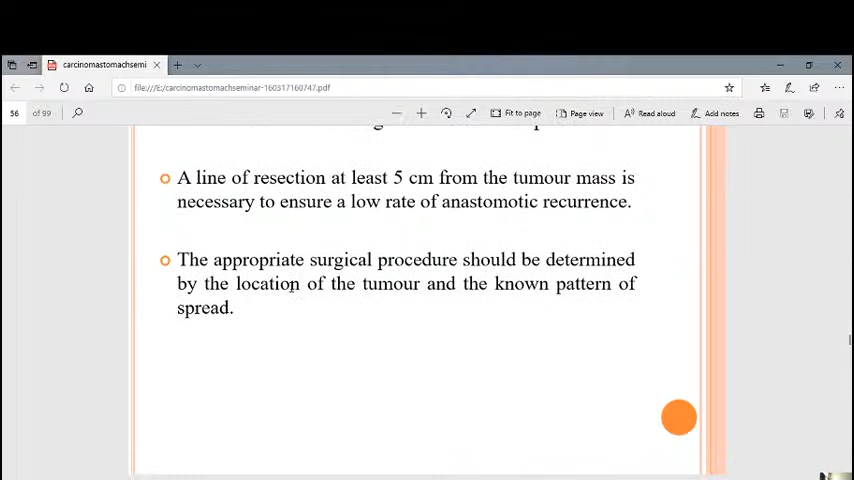 carcinomastomachsemi
file:///E:/carcinomastomachseminar-160317160747.pdf
56 of 99 Fit to page Page view Read aloud Add notes
A line of resection at least 5 cm from the tumour mass is
necessary to ensure a low rate of anastomotic recurrence.
The appropriate surgical procedure should be determined
by the location of the tumour and the known pattern of
spread.